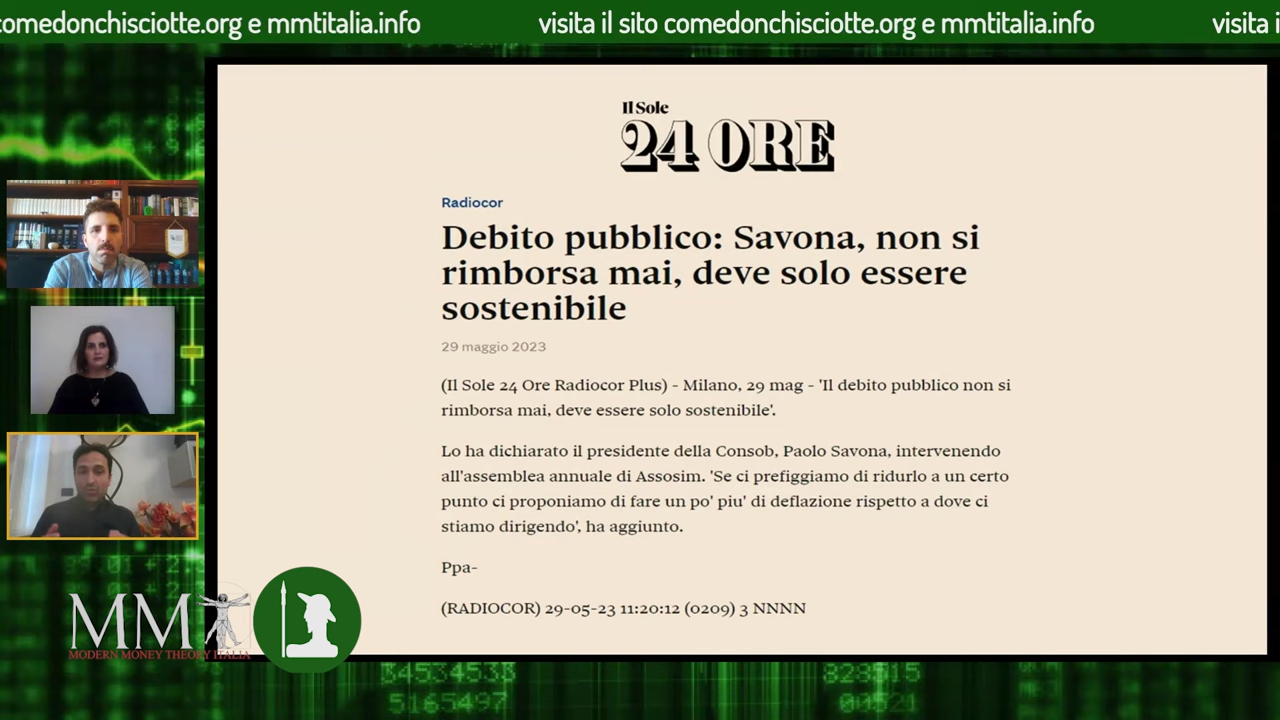 comedonchisciotte.org e mmtitalia.info
visita il sito comedonchisciotte.org e mmtitalia.info
visita i
Il Sole
24 ORE
Radiocor
Debito pubblico: Savona, non si
rimborsa mai, deve solo essere
sostenibile
29 maggio 2023
(Il Sole 24 Ore Radiocor Plus) - Milano, 29 mag - 'Il debito pubblico non si
rimborsa mai, deve essere solo sostenibile'.
Lo ha dichiarato il presidente della Consob, Paolo Savona, intervenendo
all'assemblea annuale di Assosim. 'Se ci prefiggiamo di ridurlo a un certo
punto ci proponiamo di fare un po' piu' di deflazione rispetto a dove ci
stiamo dirigendo', ha aggiunto.
Ppa-
(RADIOCOR) 29-05-23 11:20:12 (0209) 3 NNNN
MMT
MODERN MONEY THEORY ITALIA